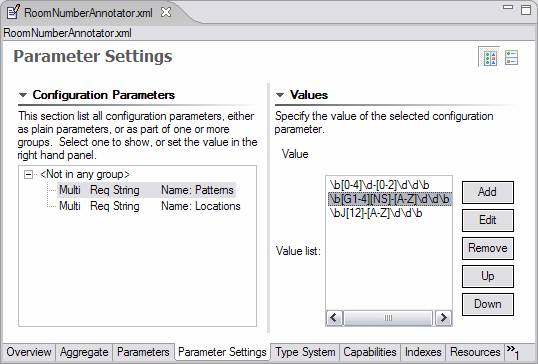 RoomNumberAnnotator.xml
RoomNumberAnnotator.xml
Parameter Settings
Configuration Parameters
This section list all configuration parameters, either
as plain parameters, or as part of one or more
groups. Select one to show, or set the value in the
right hand panel.
<Not in any group>
Multi Req String Name: Patterns
Multi Req String Name: Locations
Values
Specify the value of the selected configuration
parameter.
Value
Value list:
\b[0-4]\d-[0-2]\d\d\b
\b[G1-4][NS]-[A-Z]\d\d\b
\bJ[12]-[A-Z]\d\d\b
Add
Edit
Remove
Up
Down
Overview Aggregate Parameters Parameter Settings Type System Capabilities Indexes Resources »1